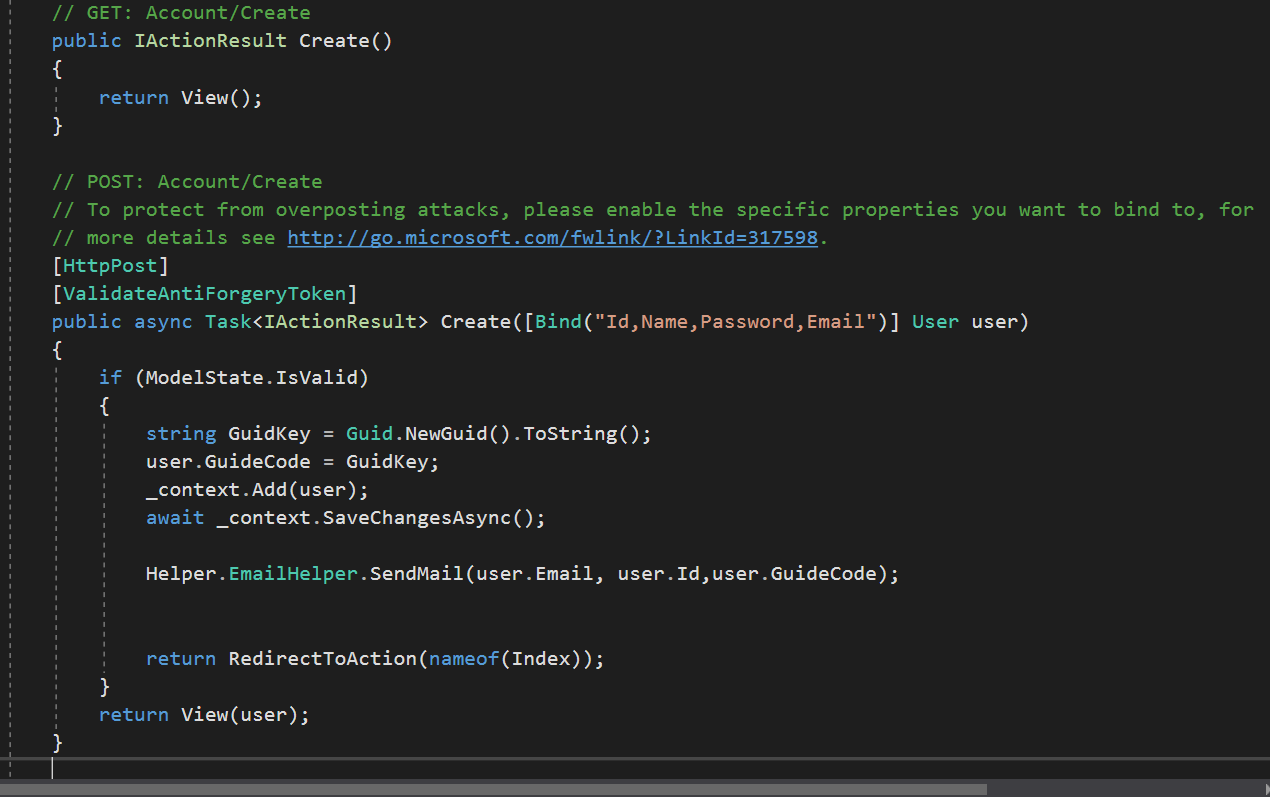 // GET: Account/Create
public IActionResult Create()
{
return View();
}
// POST: Account/Create
// To protect from overposting attacks, please enable the specific properties you want to bind to, for
// more details see http://go.microsoft.com/fwlink/?LinkId=317598.
[HttpPost]
[ValidateAntiForgeryToken]
public async Task<IActionResult> Create([Bind("Id,Name,Password,Email")] User user)
{
if (ModelState.IsValid)
{
string GuidKey = Guid.NewGuid().ToString();
user.GuideCode = GuidKey;
_context.Add(user);
await _context.SaveChangesAsync();
Helper.EmailHelper.SendMail(user.Email, user.Id,user.GuideCode);
return RedirectToAction(nameof(Index));
}
return View(user);
}